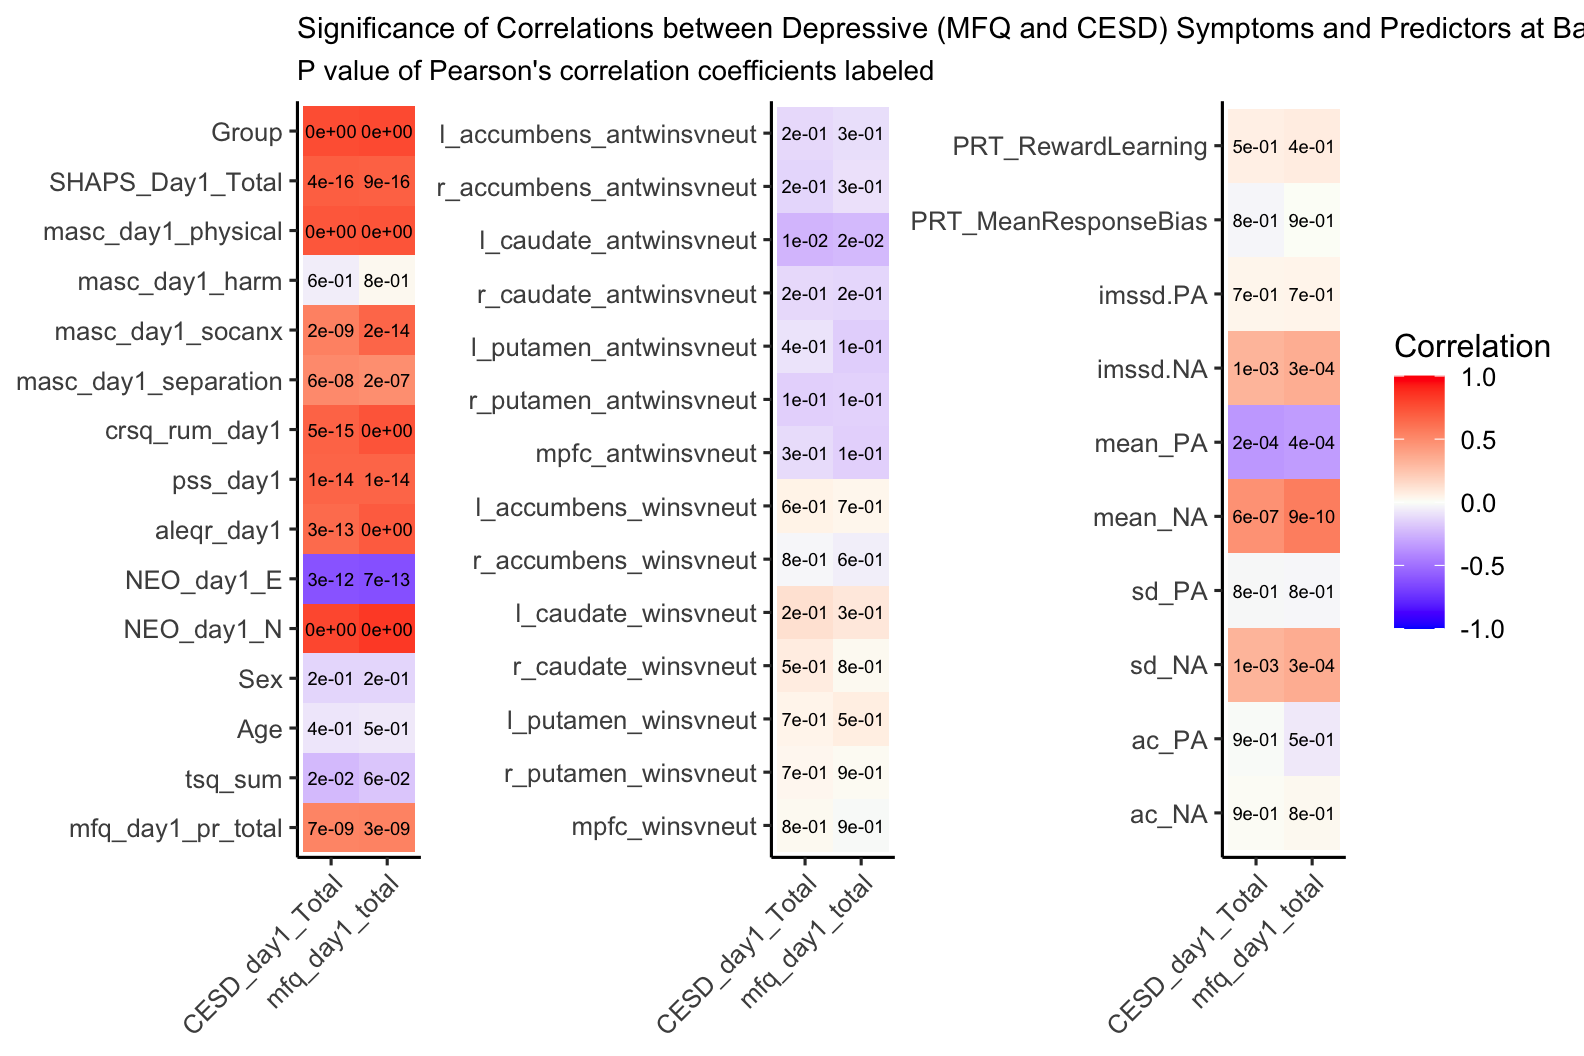 Significance of Correlations between Depressive (MFQ and CESD) Symptoms and Predictors at Ba
P value of Pearson's correlation coefficients labeled
Group 0e+00 0e+00
SHAPS_Day1_Total 4e-16 9e-16
masc_day1_physical 0e+00 0e+00
masc_day1_harm 6e-01 8e-01
masc_day1_socanx 2e-09 2e-14
masc_day1_separation 6e-08 2e-07
crsq_rum_day1 5e-15 0e+00
pss_day1 1e-14 1e-14
aleqr_day1 3e-13 0e+00
NEO_day1_E 3e-12 7e-13
NEO_day1_N 0e+00 0e+00
Sex 2e-01 2e-01
Age 4e-01 5e-01
tsq_sum 2e-02 6e-02
mfq_day1_pr_total 7e-09 3e-09
CESD_day1_Total
mfq_day1_total
l_accumbens_antwinsvneut 2e-01 3e-01
r_accumbens_antwinsvneut 2e-01 3e-01
l_caudate_antwinsvneut 1e-02 2e-02
r_caudate_antwinsvneut 2e-01 2e-01
l_putamen_antwinsvneut 4e-01 1e-01
r_putamen_antwinsvneut 1e-01 1e-01
mpfc_antwinsvneut 3e-01 1e-01
l_accumbens_winsvneut 6e-01 7e-01
r_accumbens_winsvneut 8e-01 6e-01
l_caudate_winsvneut 2e-01 3e-01
r_caudate_winsvneut 5e-01 8e-01
l_putamen_winsvneut 7e-01 5e-01
r_putamen_winsvneut 7e-01 9e-01
mpfc_winsvneut 8e-01 9e-01
CESD_day1_Total
mfq_day1_total
PRT_RewardLearning 5e-01 4e-01
PRT_MeanResponseBias 8e-01 9e-01
imssd.PA 7e-01 7e-01
imssd.NA 1e-03 3e-04
mean_PA 2e-04 4e-04
mean_NA 6e-07 9e-10
sd_PA 8e-01 8e-01
sd_NA 1e-03 3e-04
ac_PA 9e-01 5e-01
ac_NA 9e-01 8e-01
CESD_day1_Total
mfq_day1_total
Correlation
1.0
0.5
0.0
-0.5
-1.0